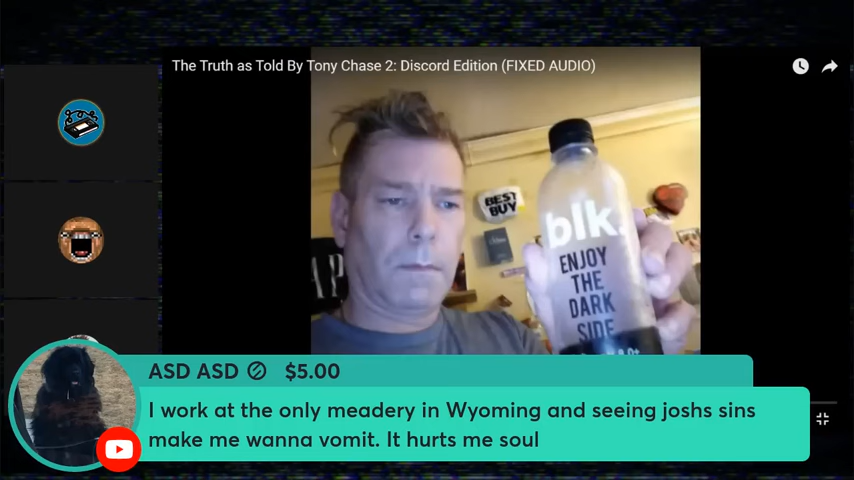 The Truth as Told By Tony Chase 2: Discord Edition (FIXED AUDIO)
BEST
BUY
blk.
ENJOY
THE
DARK
SIDE
ASD ASD $5.00
I work at the only meadery in Wyoming and seeing joshs sins
make me wanna vomit. It hurts me soul